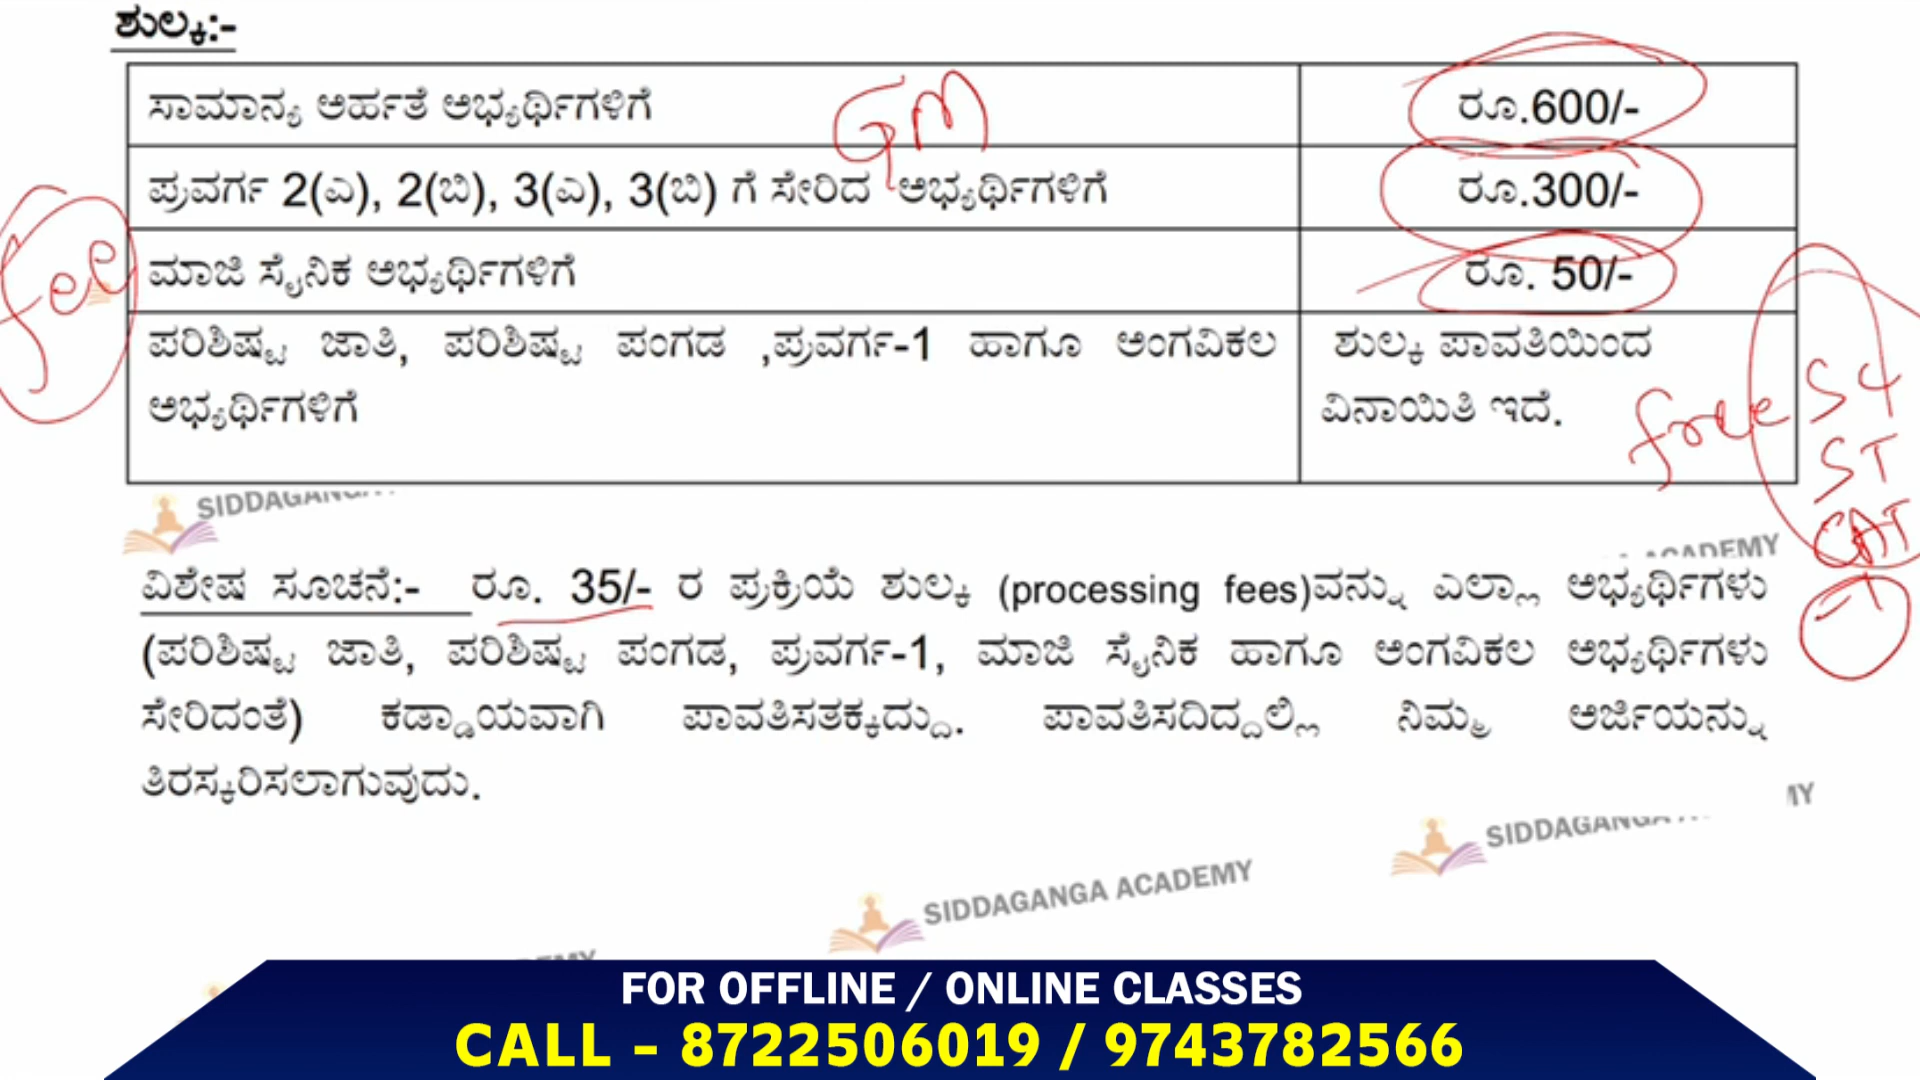 ಶುಲ್ಕ:-
ಸಾಮಾನ್ಯ ಅರ್ಹತೆ ಅಭ್ಯರ್ಥಿಗಳಿಗೆ ರೂ.600/-
GM
ಪ್ರವರ್ಗ 2(ಎ), 2(ಬಿ), 3(ಎ), 3(ಬಿ) ಗೆ ಸೇರಿದ ಅಭ್ಯರ್ಥಿಗಳಿಗೆ ರೂ.300/-
fee
ಮಾಜಿ ಸೈನಿಕ ಅಭ್ಯರ್ಥಿಗಳಿಗೆ ರೂ. 50/-
ಪರಿಶಿಷ್ಟ ಜಾತಿ, ಪರಿಶಿಷ್ಟ ಪಂಗಡ ,ಪ್ರವರ್ಗ-1 ಹಾಗೂ ಅಂಗವಿಕಲ ಶುಲ್ಕ ಪಾವತಿಯಿಂದ
ಅಭ್ಯರ್ಥಿಗಳಿಗೆ ವಿನಾಯಿತಿ ಇದೆ.
free SC
ST
CAT
-1
SIDDAGANGA
ACADEMY
ವಿಶೇಷ ಸೂಚನೆ:- ರೂ. 35/- ರ ಪ್ರಕ್ರಿಯೆ ಶುಲ್ಕ (processing fees)ವನ್ನು ಎಲ್ಲಾ ಅಭ್ಯರ್ಥಿಗಳು
(ಪರಿಶಿಷ್ಟ ಜಾತಿ, ಪರಿಶಿಷ್ಟ ಪಂಗಡ, ಪ್ರವರ್ಗ-1, ಮಾಜಿ ಸೈನಿಕ ಹಾಗೂ ಅಂಗವಿಕಲ ಅಭ್ಯರ್ಥಿಗಳು
ಸೇರಿದಂತೆ) ಕಡ್ಡಾಯವಾಗಿ ಪಾವತಿಸತಕ್ಕದ್ದು. ಪಾವತಿಸದಿದ್ದಲ್ಲಿ ನಿಮ್ಮ ಅರ್ಜಿಯನ್ನು
ತಿರಸ್ಕರಿಸಲಾಗುವುದು.
SIDDAGANGA
SIDDAGANGA ACADEMY
FOR OFFLINE / ONLINE CLASSES
CALL - 8722506019 / 9743782566